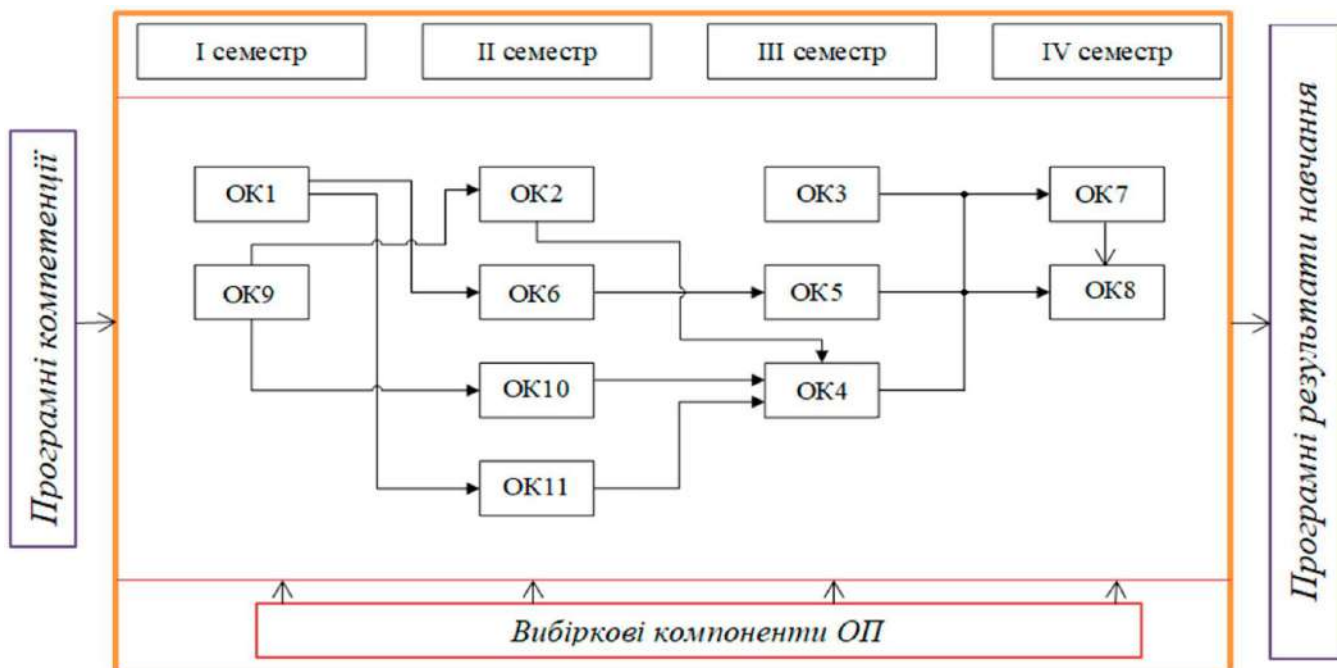 I семестр
II семестр
III семестр
IV семестр
Програмні компетенції
ОК1
ОК2
ОК3
ОК7
ОК9
ОК6
ОК5
ОК8
ОК10
ОК4
ОК11
Вибіркові компоненти ОП
Програмні результати навчання